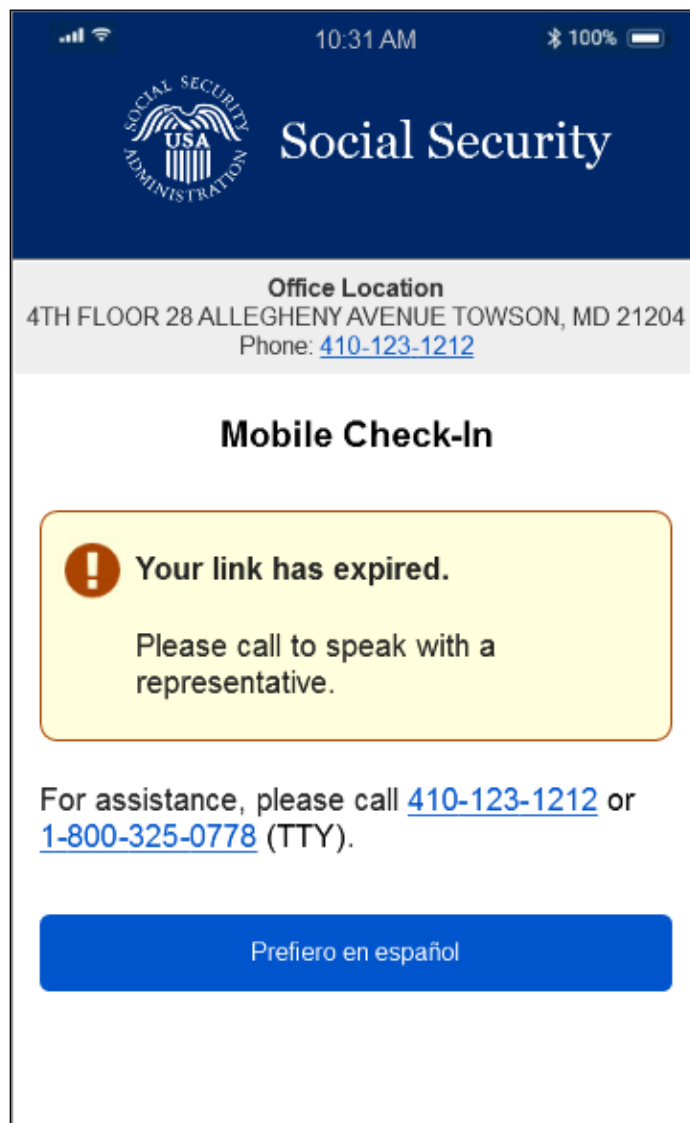 10:31 AM
100%
SOCIAL SECURITY ADMINISTRATION
USA
Social Security
Office Location
4TH FLOOR 28 ALLEGHENY AVENUE TOWSON, MD 21204
Phone: 410-123-1212
Mobile Check-In
Your link has expired.
Please call to speak with a
representative.
For assistance, please call 410-123-1212 or
1-800-325-0778 (TTY).
Prefiero en español